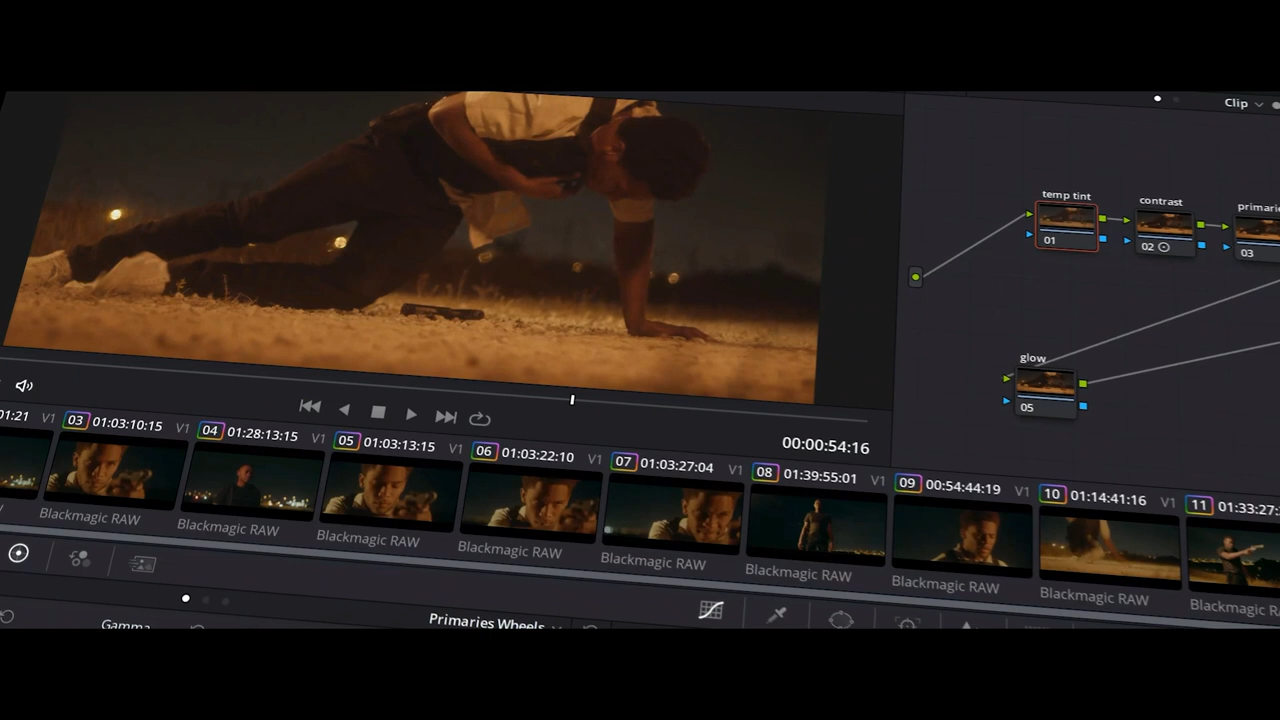 Clip
temp tint
contrast
01
02
03
glow
05
00:00:54:16
01:21 V1
03 01:03:10:15 V1
04 01:28:13:15 V1
05 01:03:13:15 V1
06 01:03:22:10 V1
07 01:03:27:04 V1
08 01:39:55:01 V1
09 00:54:44:19 V1
10 01:14:41:16 V1
11 01:33:27:
Blackmagic RAW
Blackmagic RAW
Blackmagic RAW
Blackmagic RAW
Blackmagic RAW
Blackmagic RAW
Blackmagic RAW
Blackmagic RAW
Blackmagic
Gamma
Primaries Wheels